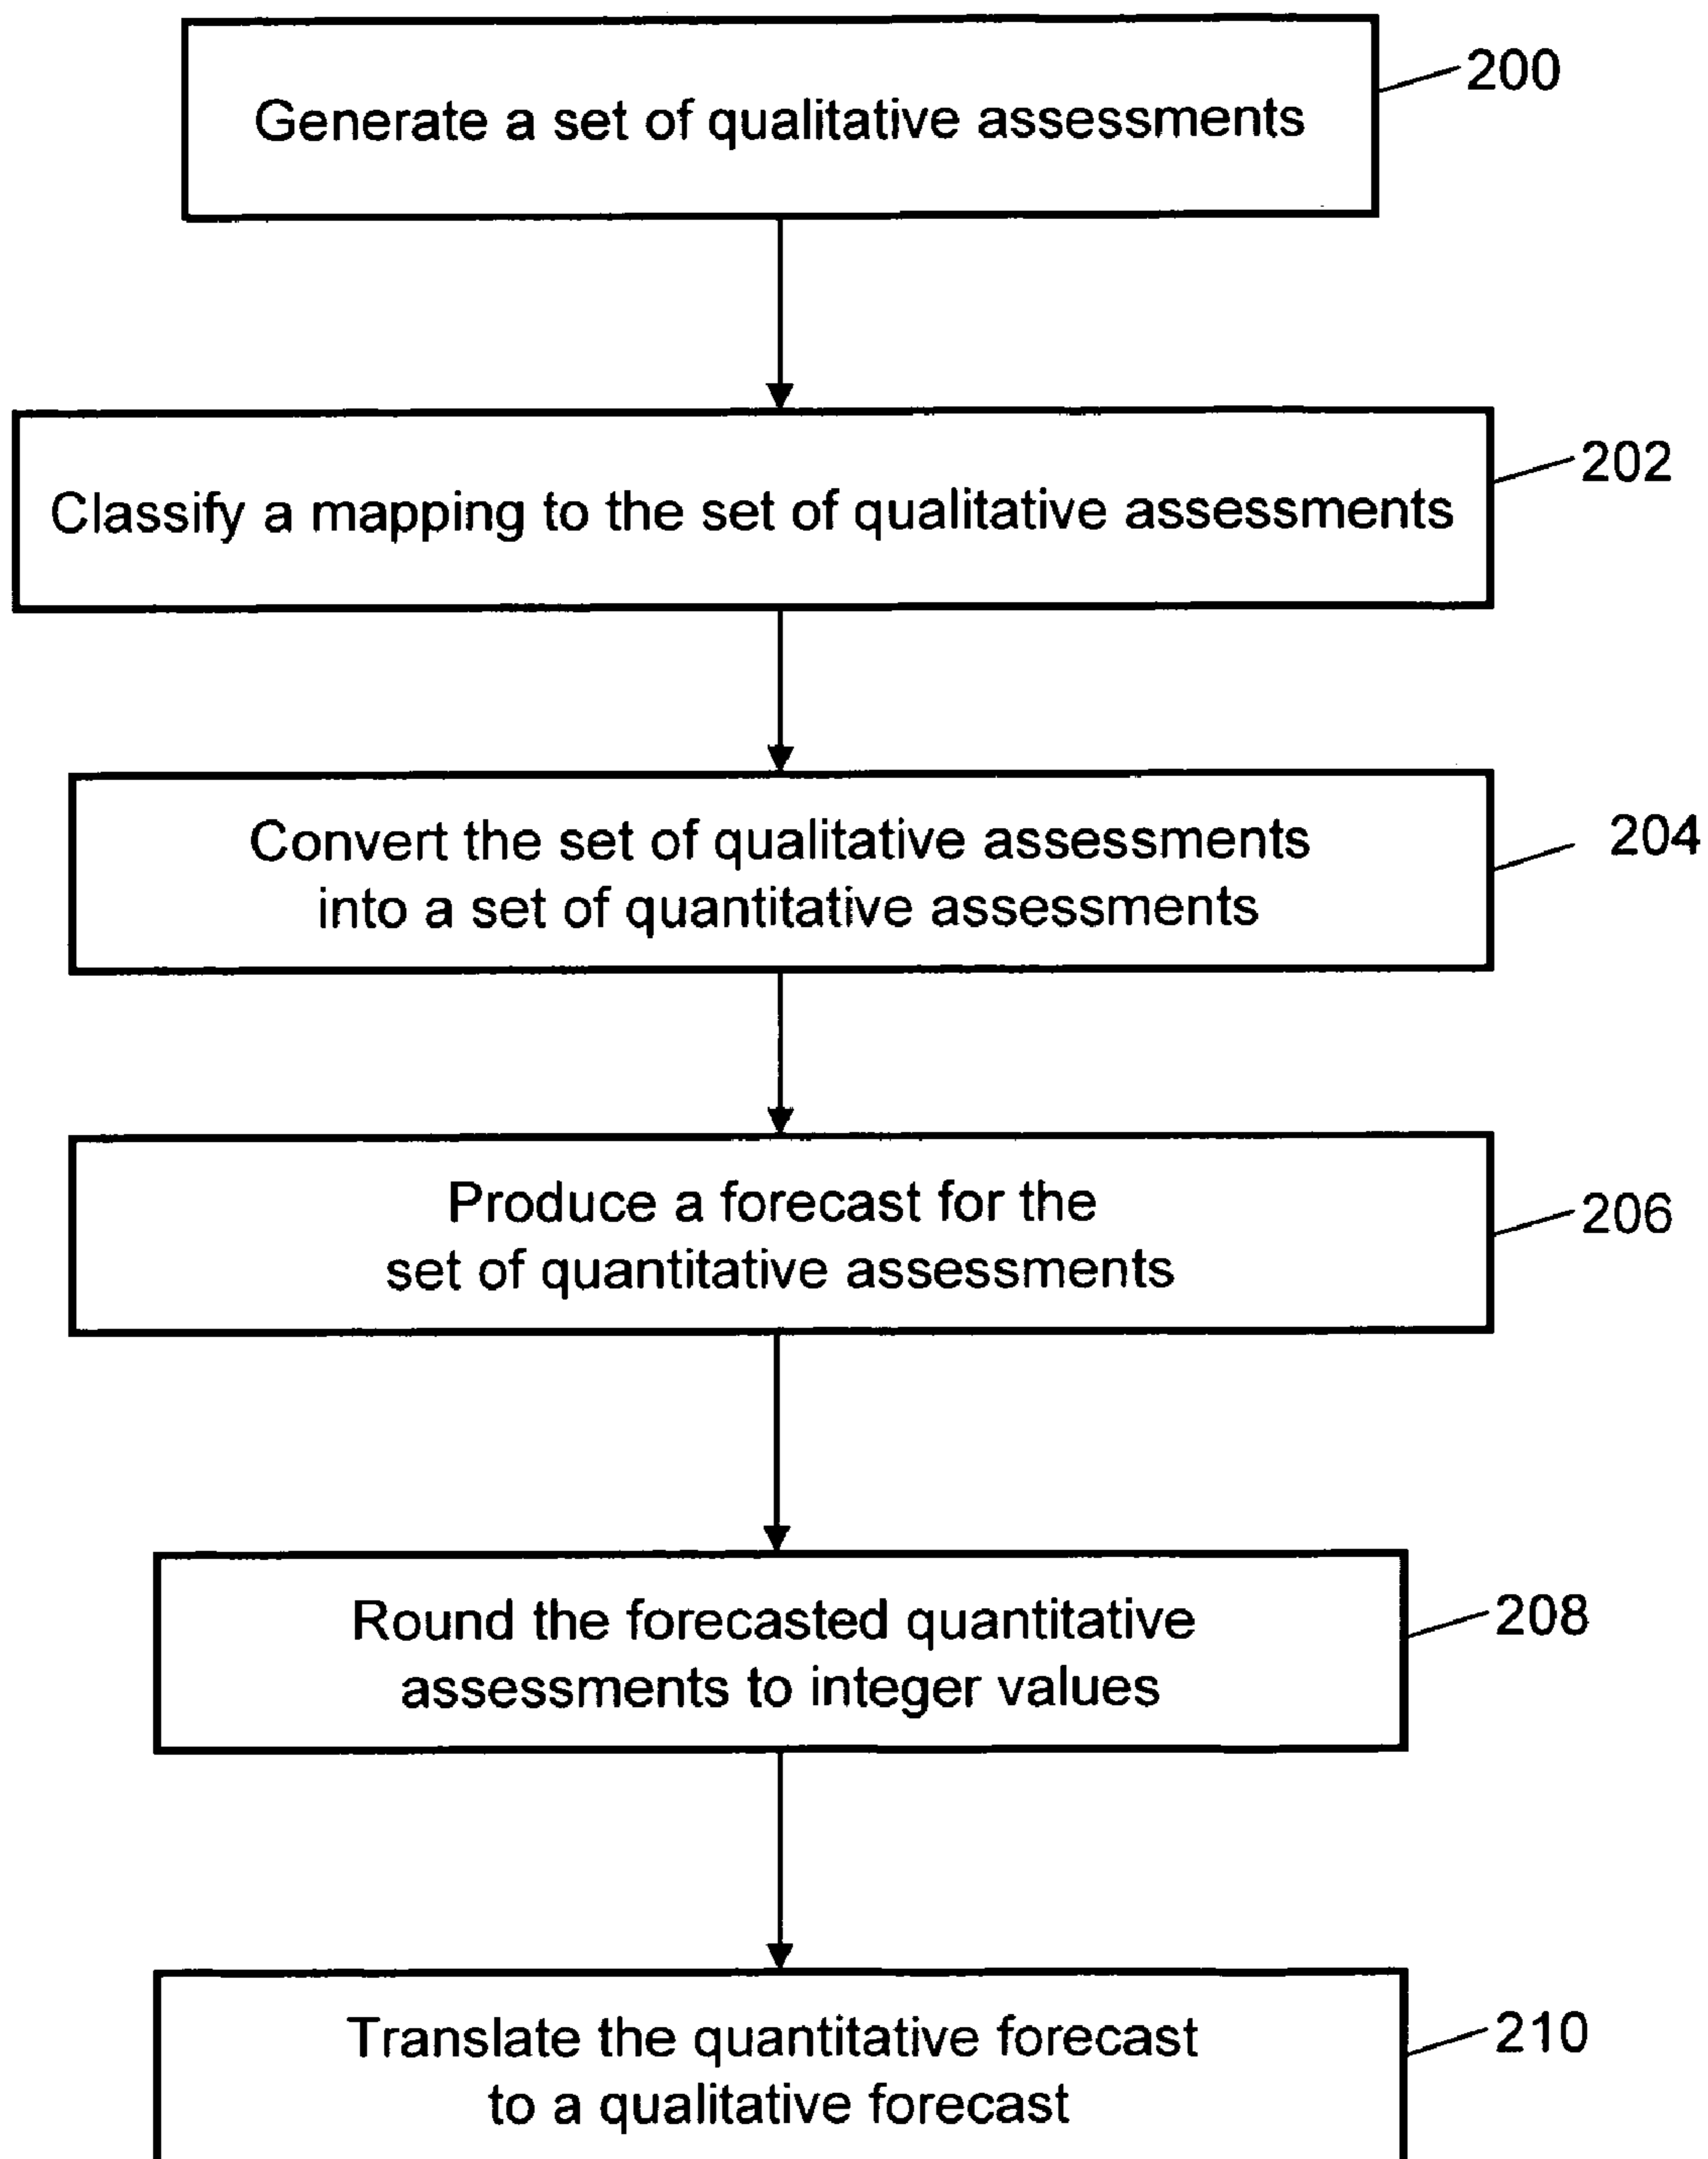 Generate a set of qualitative assessments
200
Classify a mapping to the set of qualitative assessments
202
Convert the set of qualitative assessments
into a set of quantitative assessments
204
Produce a forecast for the
set of quantitative assessments
206
Round the forecasted quantitative
assessments to integer values
208
Translate the quantitative forecast
to a qualitative forecast
210